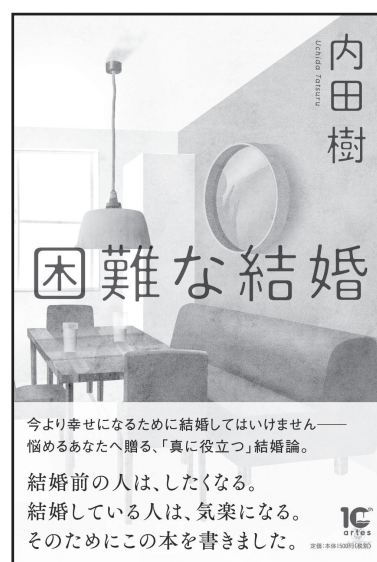 内田樹
Uchida Tatsuru
困難な結婚
今より幸せになるために結婚してはいけません――
悩めるあなたへ贈る、「真に役立つ」結婚論。
結婚前の人は、したくなる。
結婚している人は、気楽になる。
そのためにこの本を書きました。
10th
artes
定価:本体1500円(税別)